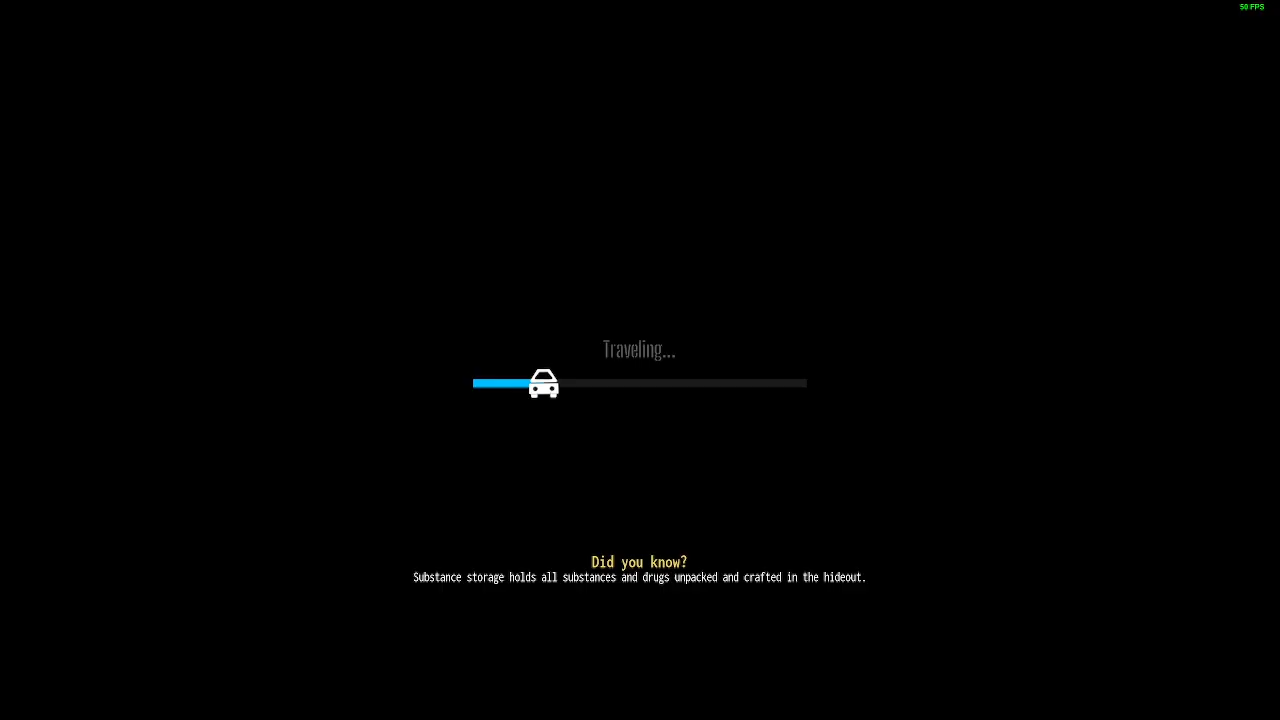 50 FPS
Traveling...
Did you know?
Substance storage holds all substances and drugs unpacked and crafted in the hideout.